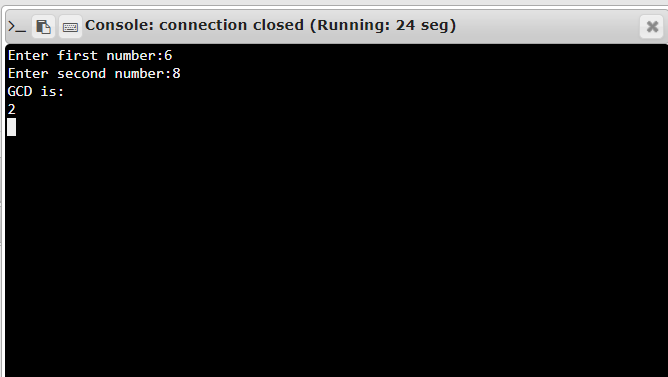 >_ Console: connection closed (Running: 24 seg)
Enter first number:6
Enter second number:8
GCD is:
2